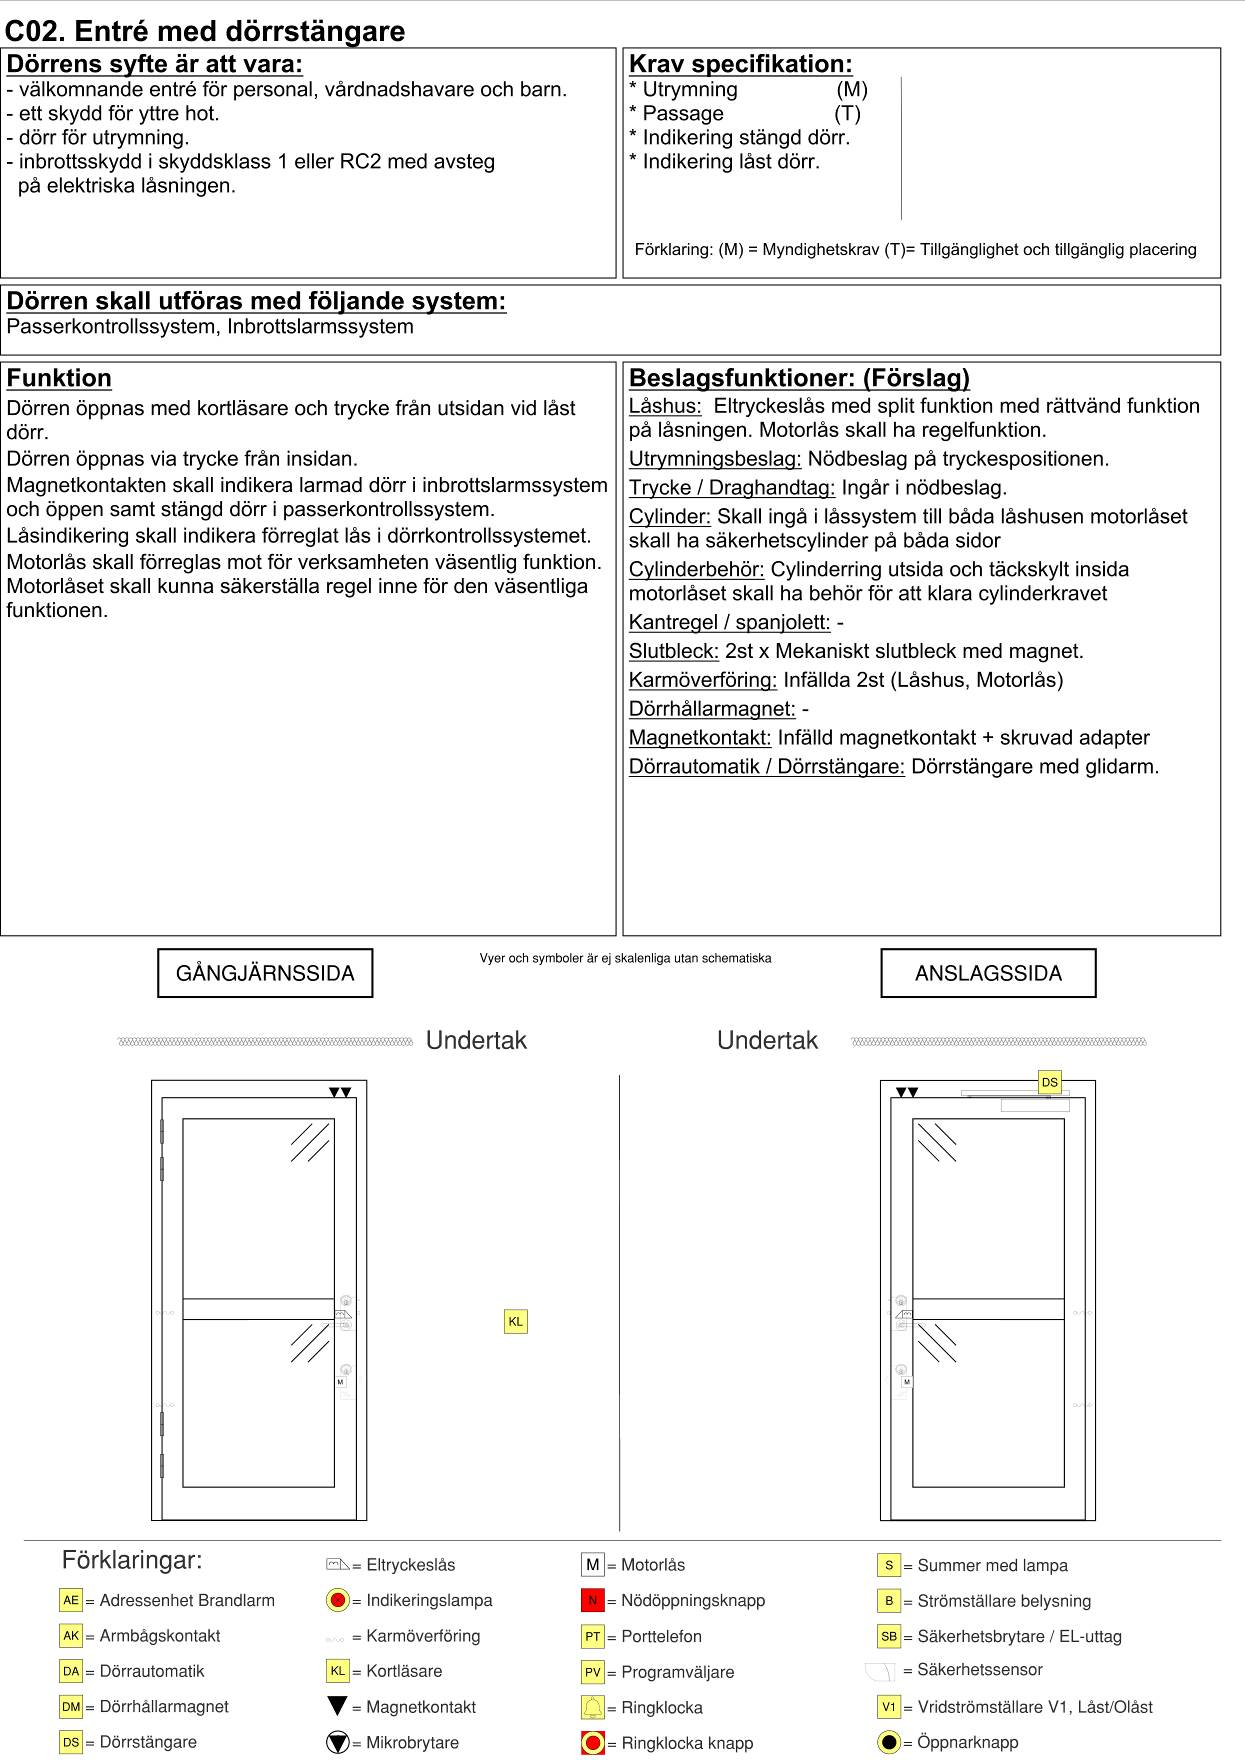 C02. Entré med dörrstängare
Dörrens syfte är att vara:
- välkomnande entré för personal, vårdnadshavare och barn.
- ett skydd för yttre hot.
- dörr för utrymning.
- inbrottsskydd i skyddsklass 1 eller RC2 med avsteg
på elektriska låsningen.
Krav specifikation:
* Utrymning (M)
* Passage (T)
* Indikering stängd dörr.
* Indikering låst dörr.
Förklaring: (M) = Myndighetskrav (T)= Tillgänglighet och tillgänglig placering
Dörren skall utföras med följande system:
Passerkontrollssystem, Inbrottslarmssystem
Funktion
Dörren öppnas med kortläsare och trycke från utsidan vid låst
dörr.
Dörren öppnas via trycke från insidan.
Magnetkontakten skall indikera larmad dörr i inbrottslarmssystem
och öppen samt stängd dörr i passerkontrollssystem.
Låsindikering skall indikera förreglat lås i dörrkontrollssystemet.
Motorlås skall förreglas mot för verksamheten väsentlig funktion.
Motorlåset skall kunna säkerställa regel inne för den väsentliga
funktionen.
Beslagsfunktioner: (Förslag)
Låshus: Eltryckeslås med split funktion med rättvänd funktion
på låsningen. Motorlås skall ha regelfunktion.
Utrymningsbeslag: Nödbeslag på tryckespositionen.
Trycke / Draghandtag: Ingår i nödbeslag.
Cylinder: Skall ingå i låssystem till båda låshusen motorlåset
skall ha säkerhetscylinder på båda sidor
Cylinderbehör: Cylinderring utsida och täckskylt insida
motorlåset skall ha behör för att klara cylinderkravet
Kantregel / spanjolett: -
Slutbleck: 2st x Mekaniskt slutbleck med magnet.
Karmöverföring: Infällda 2st (Låshus, Motorlås)
Dörrhållarmagnet: -
Magnetkontakt: Infälld magnetkontakt + skruvad adapter
Dörrautomatik / Dörrstängare: Dörrstängare med glidarm.
GÅNGJÄRNSSIDA
Vyer och symboler är ej skalenliga utan schematiska
ANSLAGSSIDA
Undertak
Undertak
DS
KL
M
M
Förklaringar:
AE = Adressenhet Brandlarm
AK = Armbågskontakt
DA = Dörrautomatik
DM = Dörrhållarmagnet
DS = Dörrstängare
= Eltryckeslås
= Indikeringslampa
= Karmöverföring
KL = Kortläsare
= Magnetkontakt
= Mikrobrytare
M = Motorlås
N = Nödöppningsknapp
PT = Porttelefon
PV = Programväljare
= Ringklocka
= Ringklocka knapp
S = Summer med lampa
B = Strömställare belysning
SB = Säkerhetsbrytare / EL-uttag
= Säkerhetssensor
V1 = Vridströmställare V1, Låst/Olåst
= Öppnarknapp